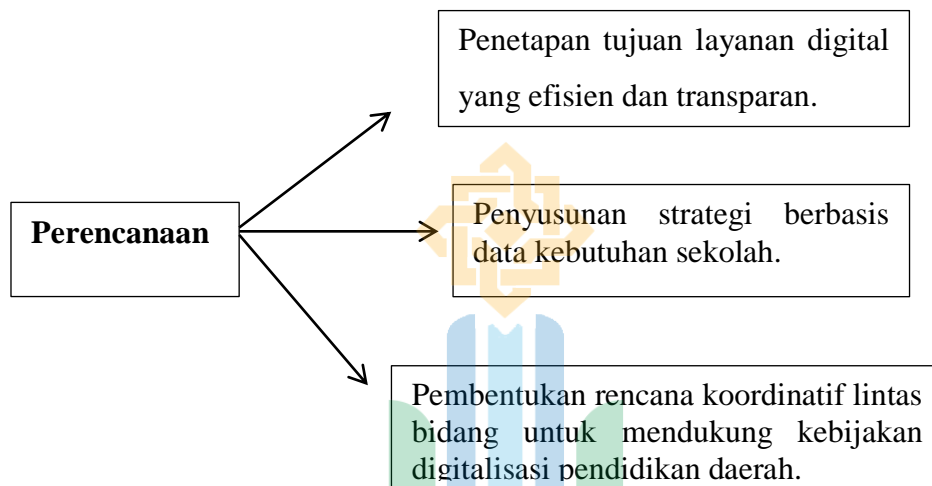 Penetapan tujuan layanan digital
yang efisien dan transparan.
Perencanaan
Penyusunan strategi berbasis
data kebutuhan sekolah.
Pembentukan rencana koordinatif lintas
bidang untuk mendukung kebijakan
digitalisasi pendidikan daerah.